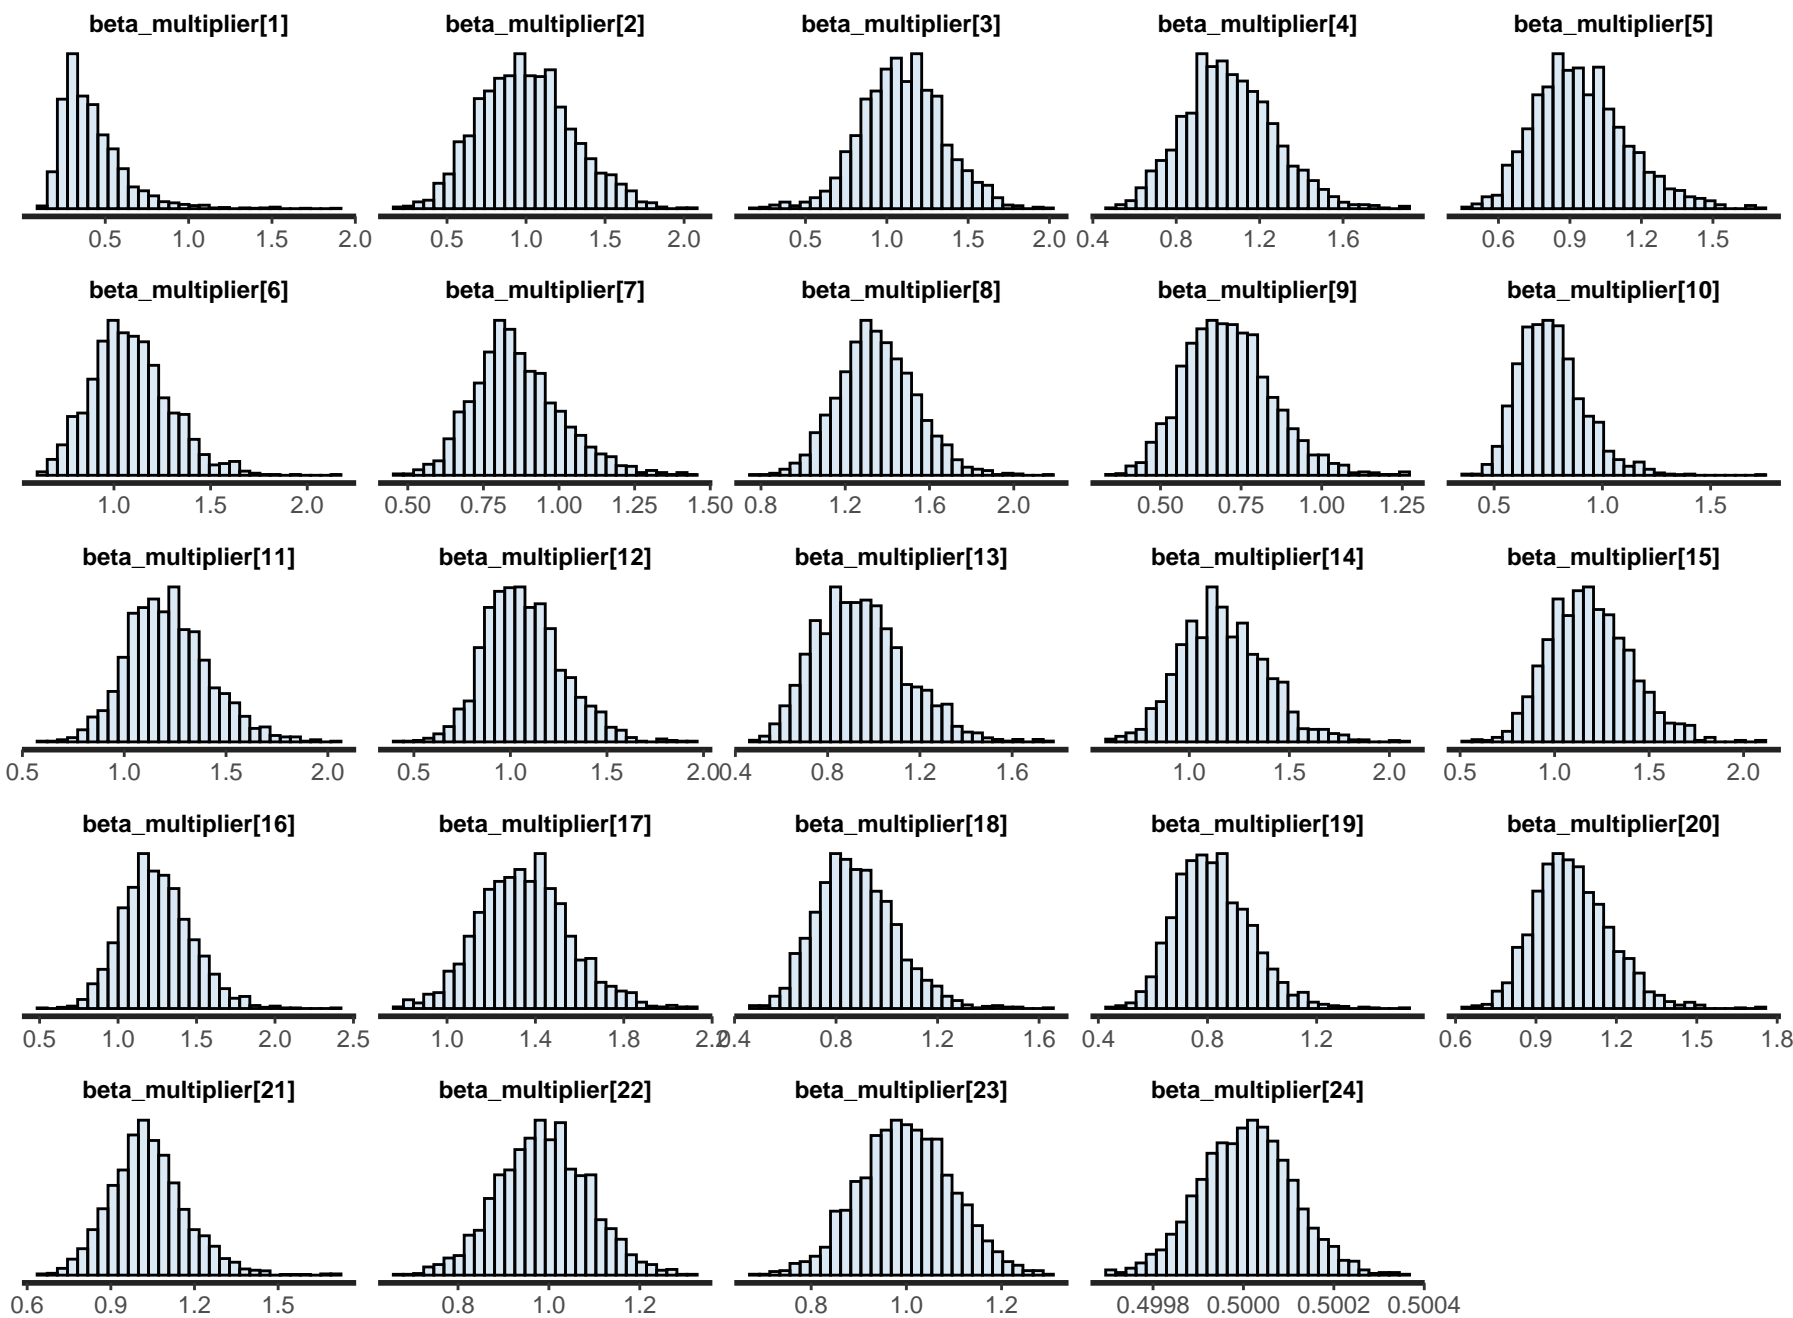 beta_multiplier[1] beta_multiplier[2] beta_multiplier[3] beta_multiplier[4] beta_multiplier[5]
0.5 1.0 1.5 2.0 0.5 1.0 1.5 2.0 0.5 1.0 1.5 2.0 0.4 0.8 1.2 1.6 0.6 0.9 1.2 1.5
beta_multiplier[6] beta_multiplier[7] beta_multiplier[8] beta_multiplier[9] beta_multiplier[10]
1.0 1.5 2.0 0.50 0.75 1.00 1.25 1.50 0.8 1.2 1.6 2.0 0.50 0.75 1.00 1.25 0.5 1.0 1.5
beta_multiplier[11] beta_multiplier[12] beta_multiplier[13] beta_multiplier[14] beta_multiplier[15]
0.5 1.0 1.5 2.0 0.5 1.0 1.5 2.0 0.4 0.8 1.2 1.6 1.0 1.5 2.0 0.5 1.0 1.5 2.0
beta_multiplier[16] beta_multiplier[17] beta_multiplier[18] beta_multiplier[19] beta_multiplier[20]
0.5 1.0 1.5 2.0 2.5 1.0 1.4 1.8 2.2 0.4 0.8 1.2 1.6 0.4 0.8 1.2 0.6 0.9 1.2 1.5 1.8
beta_multiplier[21] beta_multiplier[22] beta_multiplier[23] beta_multiplier[24]
0.6 0.9 1.2 1.5 0.8 1.0 1.2 0.8 1.0 1.2 0.4998 0.5000 0.5002 0.5004